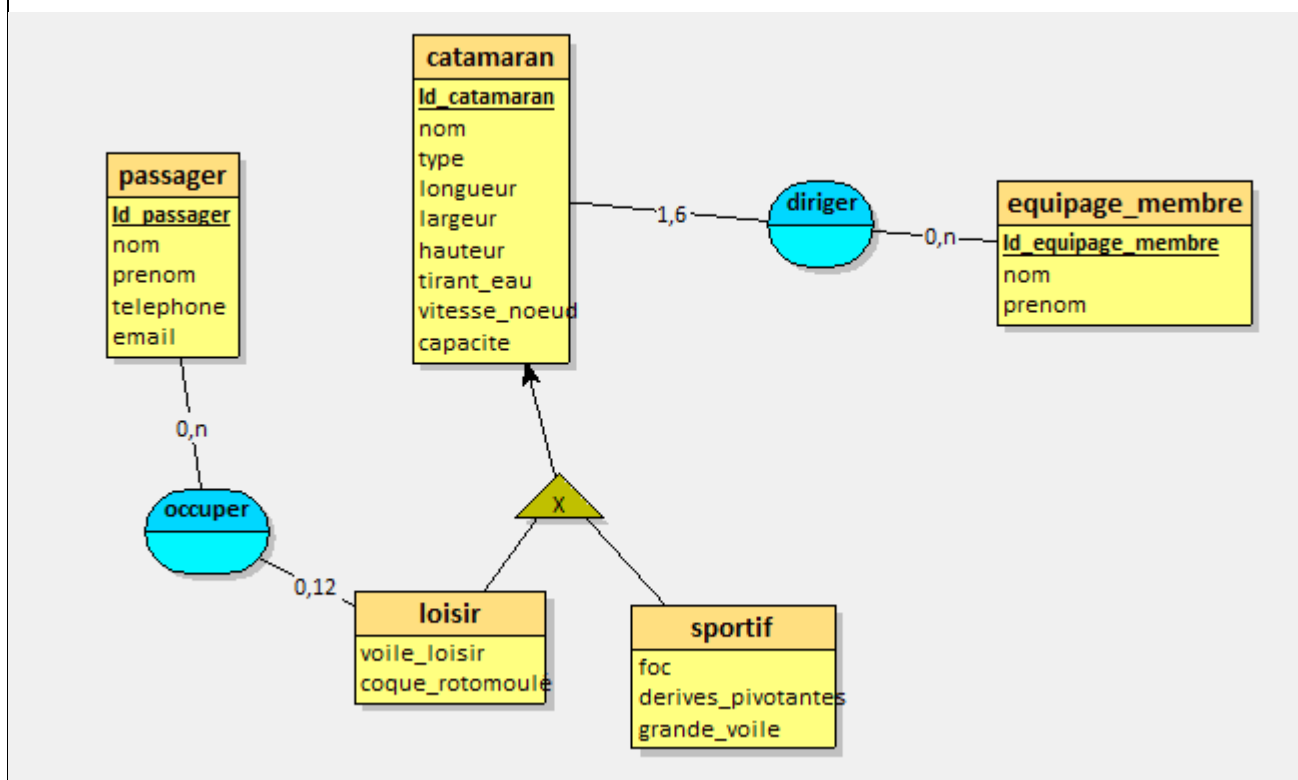 catamaran
Id_catamaran
nom
type
longueur
largeur
hauteur
tirant_eau
vitesse_noeud
capacite
passager
Id_passager
nom
prenom
telephone
email
1,6
diriger
0,n
equipage_membre
Id_equipage_membre
nom
prenom
0,n
occuper
0,12
X
loisir
voile_loisir
coque_rotomoulé
sportif
foc
derives_pivotantes
grande_voile